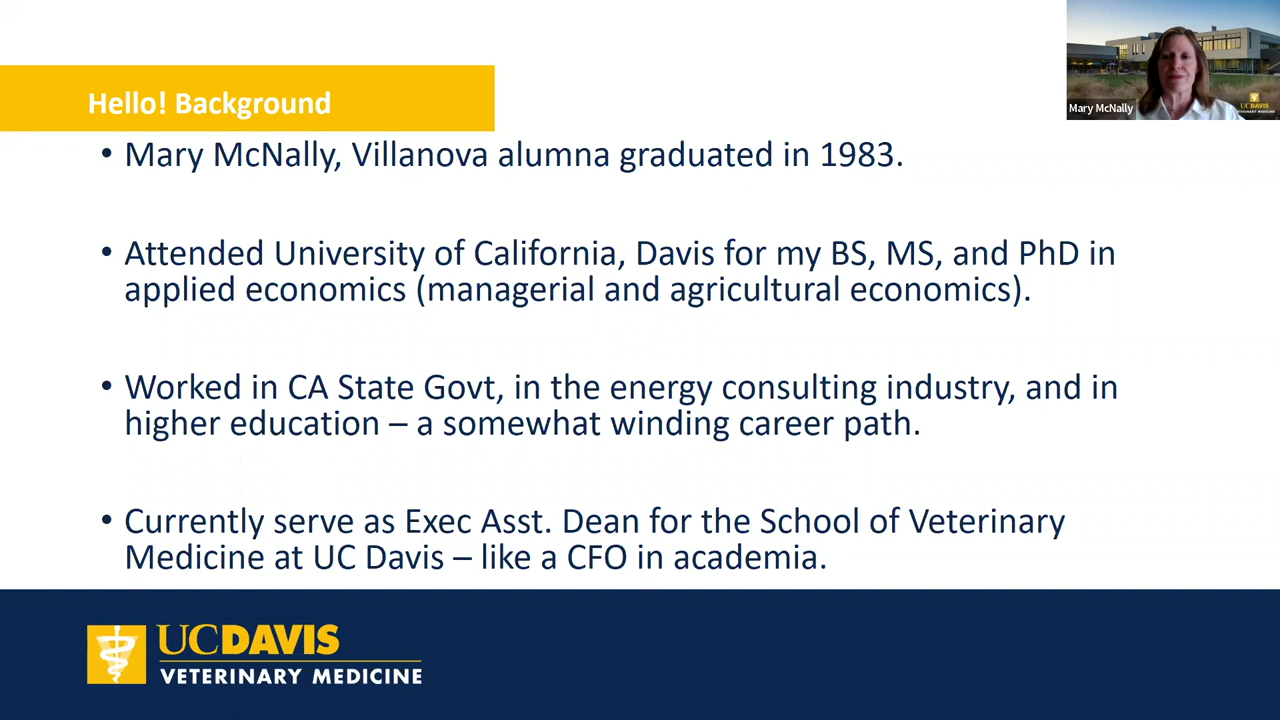 Hello! Background
Mary McNally
UCDAVIS
VETERINARY MEDICINE
• Mary McNally, Villanova alumna graduated in 1983.
• Attended University of California, Davis for my BS, MS, and PhD in
applied economics (managerial and agricultural economics).
• Worked in CA State Govt, in the energy consulting industry, and in
higher education – a somewhat winding career path.
• Currently serve as Exec Asst. Dean for the School of Veterinary
Medicine at UC Davis – like a CFO in academia.
UCDAVIS
VETERINARY MEDICINE